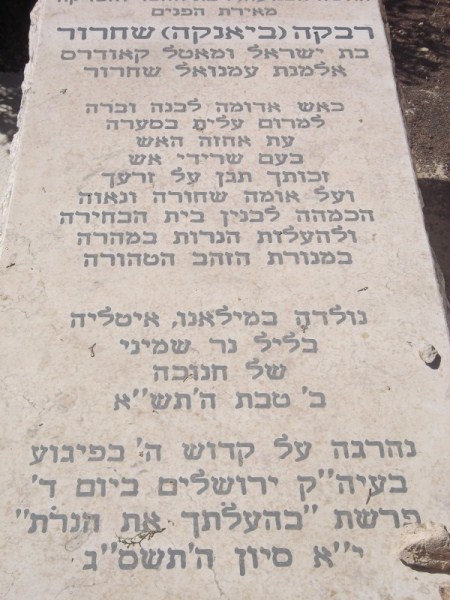 מאירת הפנים
רבקה (ביאנקה) שחרור
בת ישראל ומאטל קאודרס
אלמנת עמנואל שחרור
כאש אדומה לבנה וברה
למרום עלית בסערה
עת אחזה האש
בעם שרידי אש
זכותך תגן על זרעך
ועל אומה שחורה ונאוה
הכמהה לבנין בית הבחירה
ולהעלות הנרות במהרה
במנורת הזהב הטהורה
נולדה במילאנו, איטליה
בליל נר שמיני
של חנוכה
ב' טבת ה'תש"א
נהרגה על קדוש ה' בפיגוע
בעיה"ק ירושלים ביום ד'
פרשת "בהעלתך את הנרת"
י"א סיון ה'תשס"ג